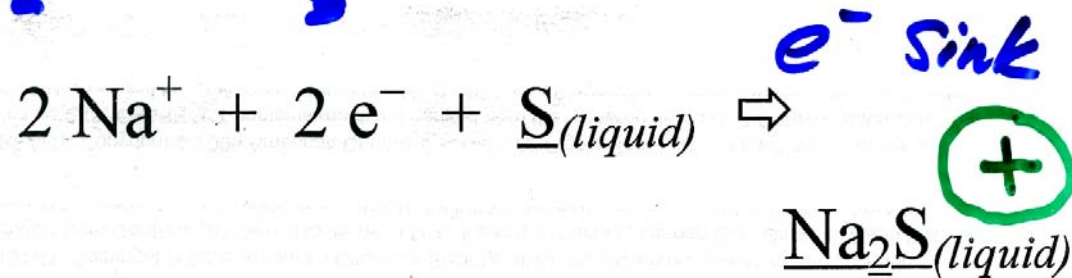 e⁻ Sink
2 Na⁺ + 2 e⁻ + S(liquid) ⇨
+
Na₂S(liquid)